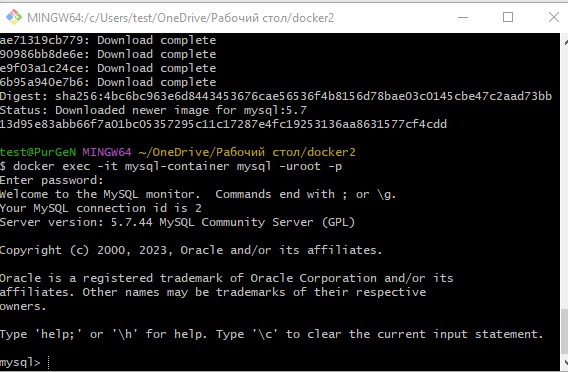 MINGW64:/c/Users/test/OneDrive/Рабочий стол/docker2
ae71319cb779: Download complete
90986bb8de6e: Download complete
e9f03a1c24ce: Download complete
6b95a940e7b6: Download complete
Digest: sha256:4bc6bc963e6d8443453676cae56536f4b8156d78bae03c0145cbe47c2aad73bb
Status: Downloaded newer image for mysql:5.7
13d95e83abb66f7a01bc05357295c11c17287e4fc19253136aa8631577cf4cdd
test@PurGeN MINGW64 ~/OneDrive/Рабочий стол/docker2
$ docker exec -it mysql-container mysql -uroot -p
Enter password:
Welcome to the MySQL monitor.  Commands end with ; or \g.
Your MySQL connection id is 2
Server version: 5.7.44 MySQL Community Server (GPL)
Copyright (c) 2000, 2023, Oracle and/or its affiliates.
Oracle is a registered trademark of Oracle Corporation and/or its
affiliates. Other names may be trademarks of their respective
owners.
Type 'help;' or '\h' for help. Type '\c' to clear the current input statement.
mysql>